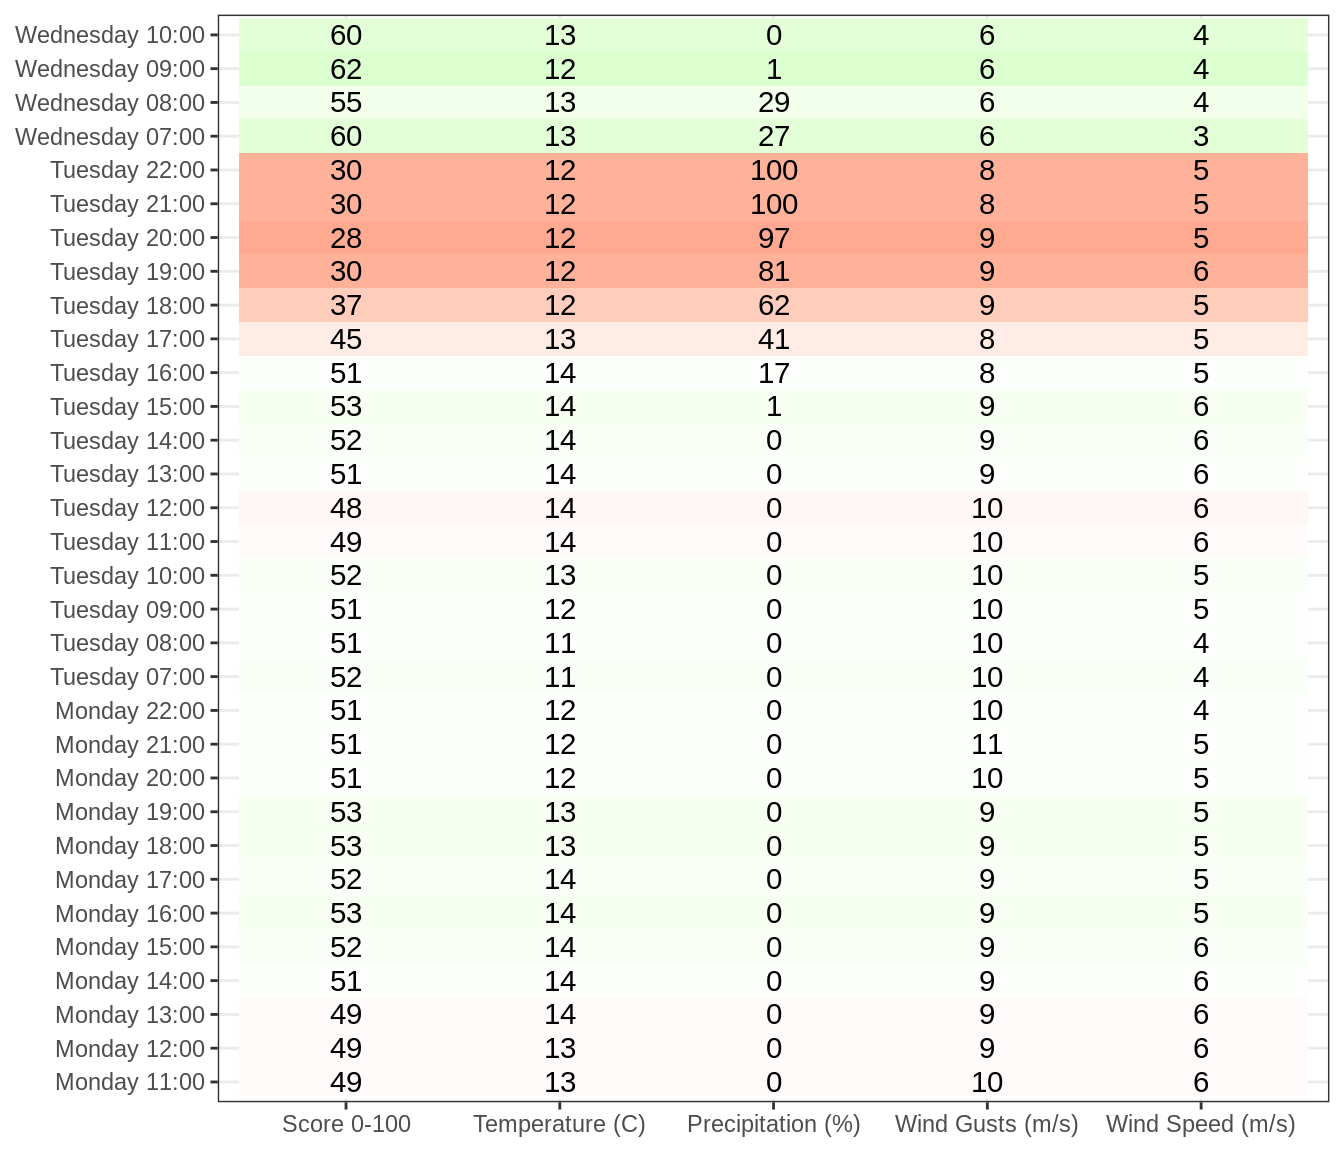 Wednesday 10:00 60 13 0 6 4
Wednesday 09:00 62 12 1 6 4
Wednesday 08:00 55 13 29 6 4
Wednesday 07:00 60 13 27 6 3
Tuesday 22:00 30 12 100 8 5
Tuesday 21:00 30 12 100 8 5
Tuesday 20:00 28 12 97 9 5
Tuesday 19:00 30 12 81 9 6
Tuesday 18:00 37 12 62 9 5
Tuesday 17:00 45 13 41 8 5
Tuesday 16:00 51 14 17 8 5
Tuesday 15:00 53 14 1 9 6
Tuesday 14:00 52 14 0 9 6
Tuesday 13:00 51 14 0 9 6
Tuesday 12:00 48 14 0 10 6
Tuesday 11:00 49 14 0 10 6
Tuesday 10:00 52 13 0 10 5
Tuesday 09:00 51 12 0 10 5
Tuesday 08:00 51 11 0 10 4
Tuesday 07:00 52 11 0 10 4
Monday 22:00 51 12 0 10 4
Monday 21:00 51 12 0 11 5
Monday 20:00 51 12 0 10 5
Monday 19:00 53 13 0 9 5
Monday 18:00 53 13 0 9 5
Monday 17:00 52 14 0 9 5
Monday 16:00 53 14 0 9 5
Monday 15:00 52 14 0 9 6
Monday 14:00 51 14 0 9 6
Monday 13:00 49 14 0 9 6
Monday 12:00 49 13 0 9 6
Monday 11:00 49 13 0 10 6
Score 0-100 Temperature (C) Precipitation (%) Wind Gusts (m/s) Wind Speed (m/s)